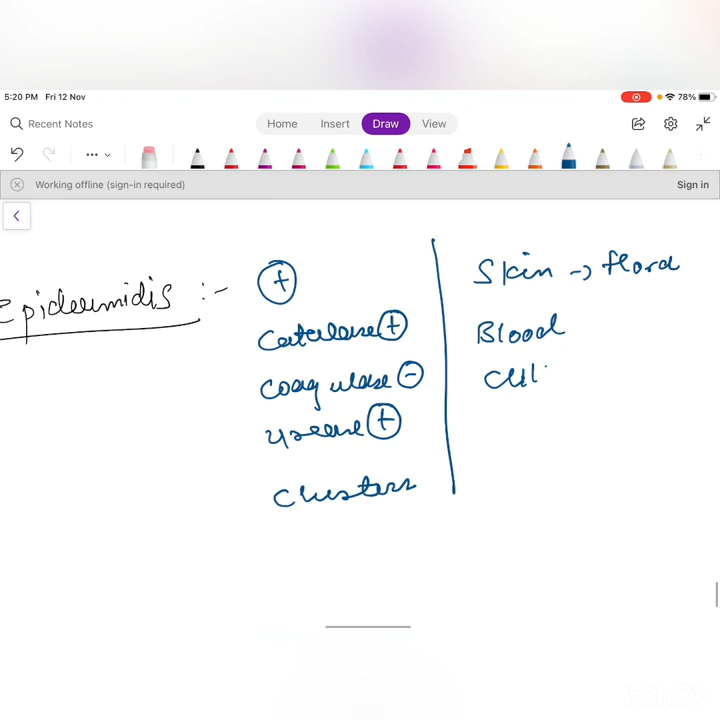 5:20 PM Fri 12 Nov
78%
Recent Notes
Home Insert Draw View
Working offline (sign-in required)
Sign in
Epidermidis :-
+
Catalase +
Coagulase -
urease +
Clusters
Skin -> flora
Blood